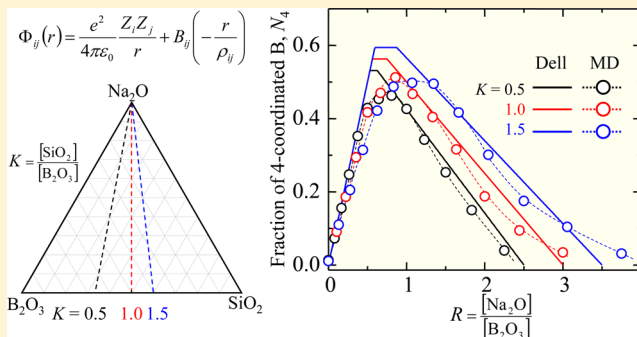 Φij(r) = e²/4πε₀ ZiZj/r + Bij(−r/ρij)
Na₂O
K = [SiO₂]/[B₂O₃]
B₂O₃ K = 0.5 1.0 1.5 SiO₂
Fraction of 4-coordinated B, N₄
0.6
0.4
0.2
0.0
Dell MD
K = 0.5
1.0
1.5
0 1 2 3
R = [Na₂O]/[B₂O₃]